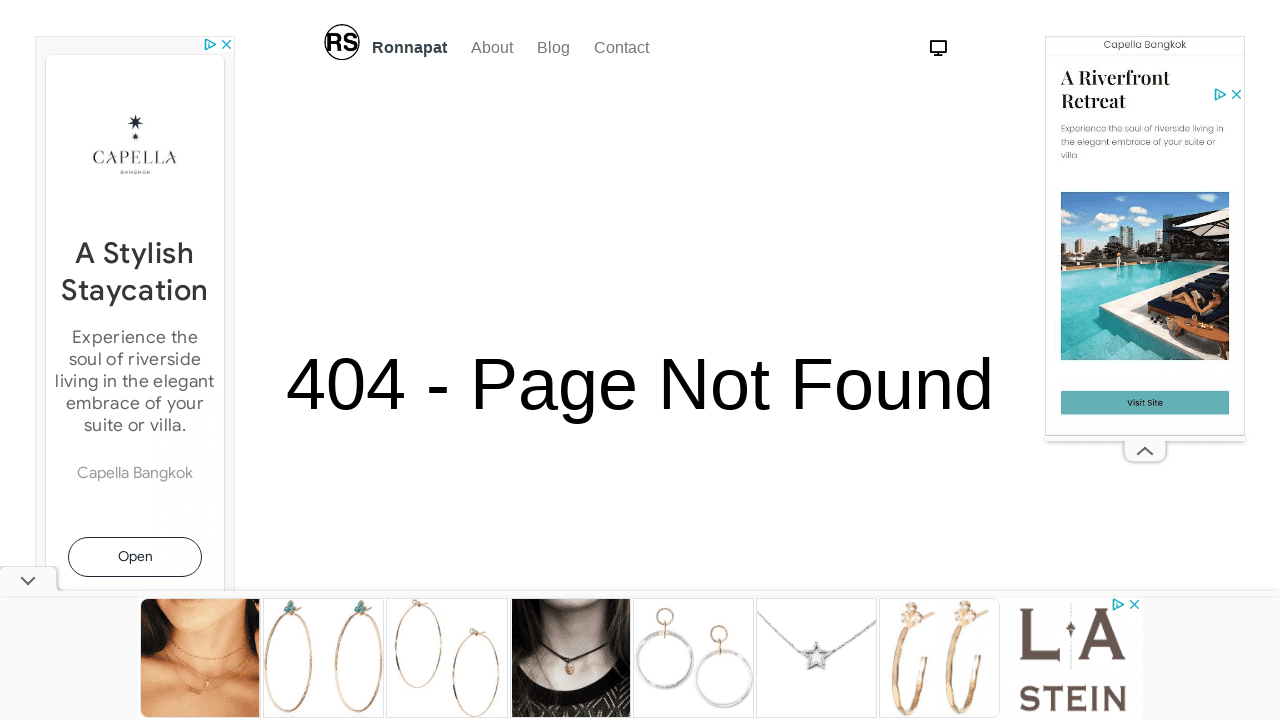 RS
Ronnapat
About
Blog
Contact
CAPELLA
BANGKOK
A Stylish
Staycation
Experience the
soul of riverside
living in the elegant
embrace of your
suite or villa.
Capella Bangkok
Open
404 - Page Not Found
Capella Bangkok
A Riverfront
Retreat
Experience the soul of riverside living in
the elegant embrace of your suite or
villa.
Visit Site
L A
STEIN